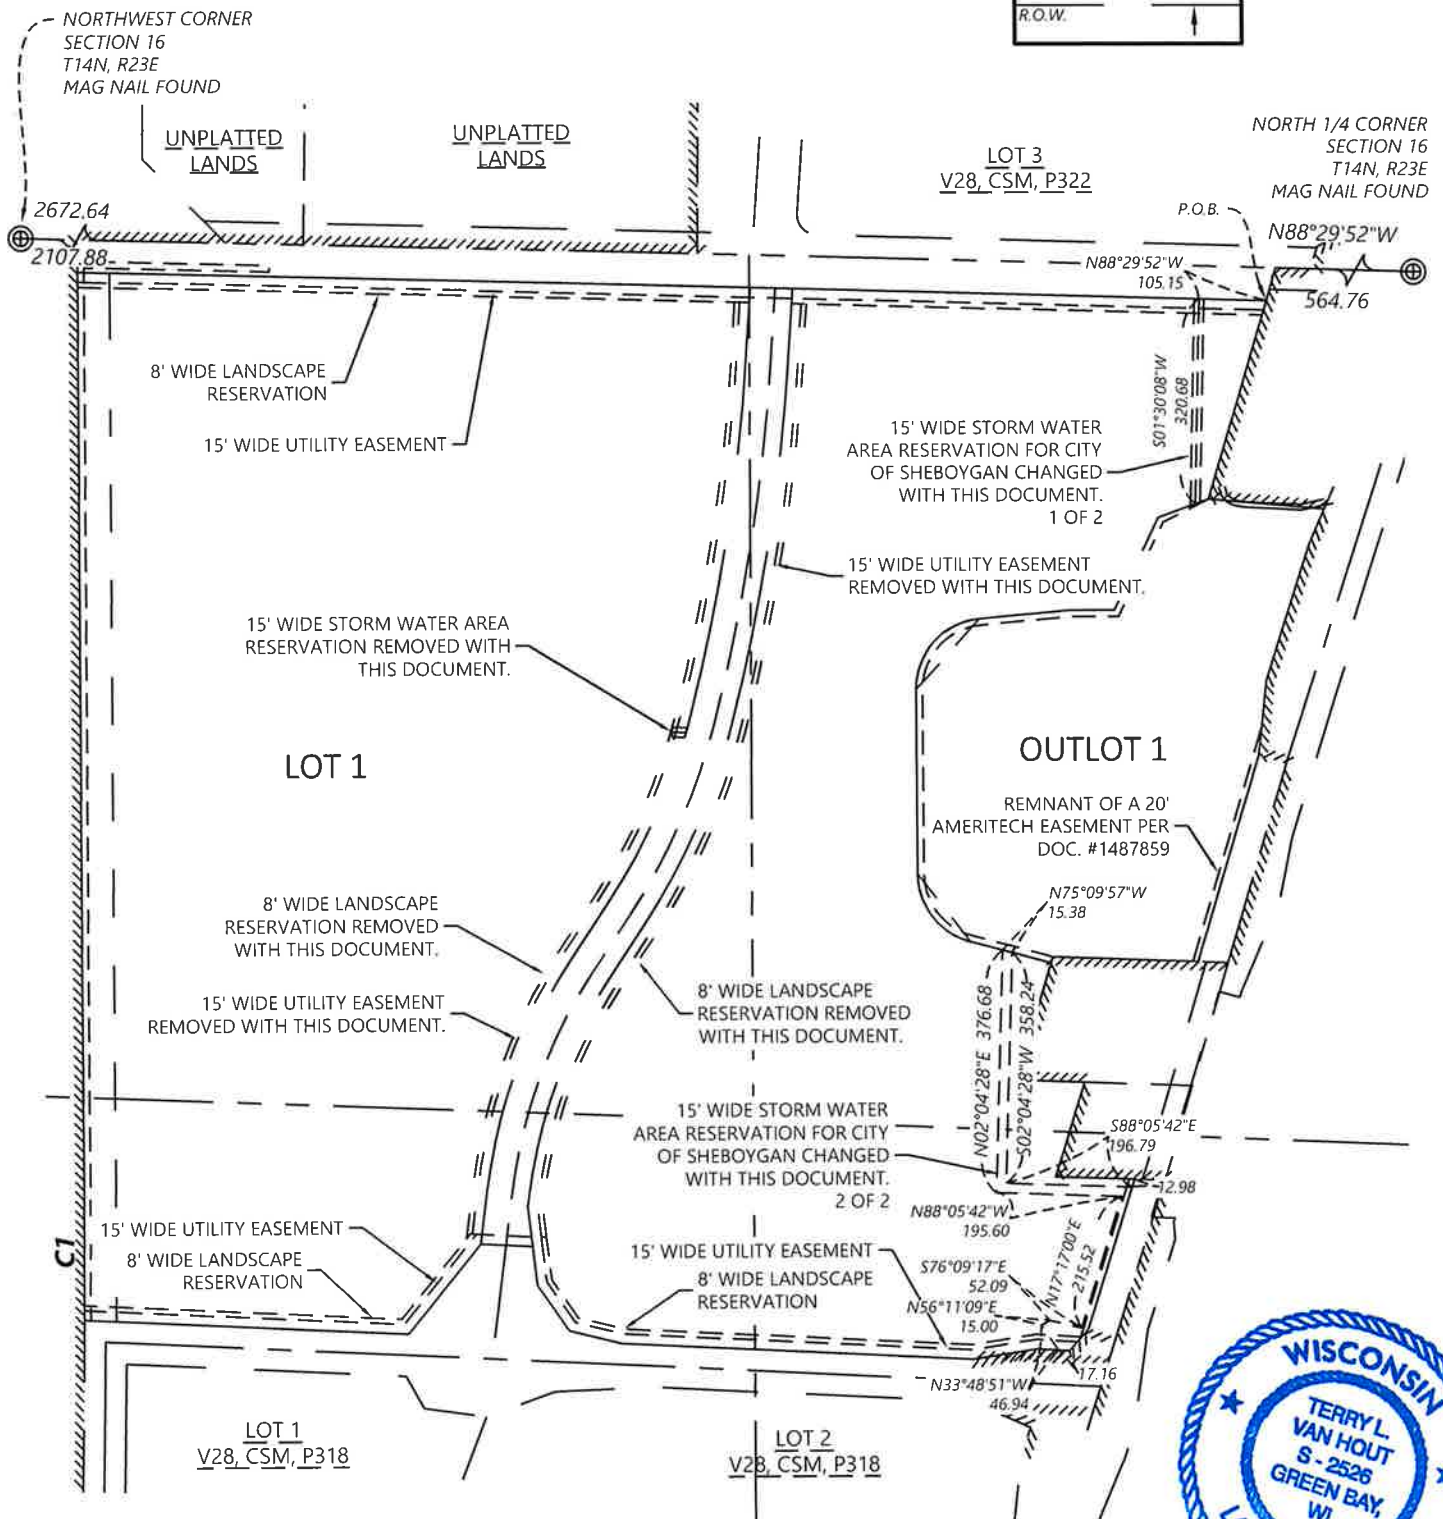 R.O.W.
NORTHWEST CORNER
SECTION 16
T14N, R23E
MAG NAIL FOUND
UNPLATTED
LANDS
UNPLATTED
LANDS
LOT 3
V28, CSM, P322
NORTH 1/4 CORNER
SECTION 16
T14N, R23E
MAG NAIL FOUND
P.O.B.
2672.64
2107.88
N88°29'52"W
564.76
N88°29'52"W
105.15
S01°30'08"W
320.68
8' WIDE LANDSCAPE
RESERVATION
15' WIDE UTILITY EASEMENT
15' WIDE STORM WATER
AREA RESERVATION FOR CITY
OF SHEBOYGAN CHANGED
WITH THIS DOCUMENT.
1 OF 2
15' WIDE UTILITY EASEMENT
REMOVED WITH THIS DOCUMENT.
15' WIDE STORM WATER AREA
RESERVATION REMOVED WITH
THIS DOCUMENT.
LOT 1
OUTLOT 1
REMNANT OF A 20'
AMERITECH EASEMENT PER
DOC. #1487859
N75°09'57"W
15.38
8' WIDE LANDSCAPE
RESERVATION REMOVED
WITH THIS DOCUMENT.
15' WIDE UTILITY EASEMENT
REMOVED WITH THIS DOCUMENT.
8' WIDE LANDSCAPE
RESERVATION REMOVED
WITH THIS DOCUMENT.
N02°04'28"E 376.68
S02°04'28"W 358.24
15' WIDE STORM WATER
AREA RESERVATION FOR CITY
OF SHEBOYGAN CHANGED
WITH THIS DOCUMENT.
2 OF 2
S88°05'42"E
196.79
12.98
N88°05'42"W
195.60
C1
15' WIDE UTILITY EASEMENT
8' WIDE LANDSCAPE
RESERVATION
15' WIDE UTILITY EASEMENT
8' WIDE LANDSCAPE
RESERVATION
S76°09'17"E
52.09
N17°17'00"E
215.52
N56°11'09"E
15.00
17.16
N33°48'51"W
46.94
LOT 1
V28, CSM, P318
LOT 2
V28, CSM, P318
WISCONSIN
TERRY L.
VAN HOUT
S - 2526
GREEN BAY,
WI